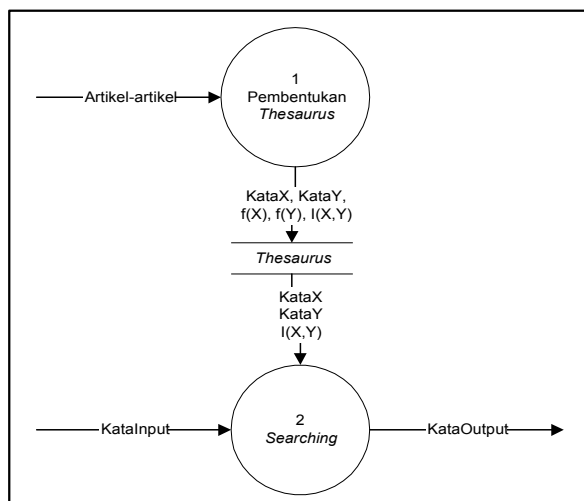 1
Pembentukan
Thesaurus
Artikel-artikel
KataX, KataY,
f(X), f(Y), I(X,Y)
Thesaurus
KataX
KataY
I(X,Y)
2
Searching
KataInput
KataOutput